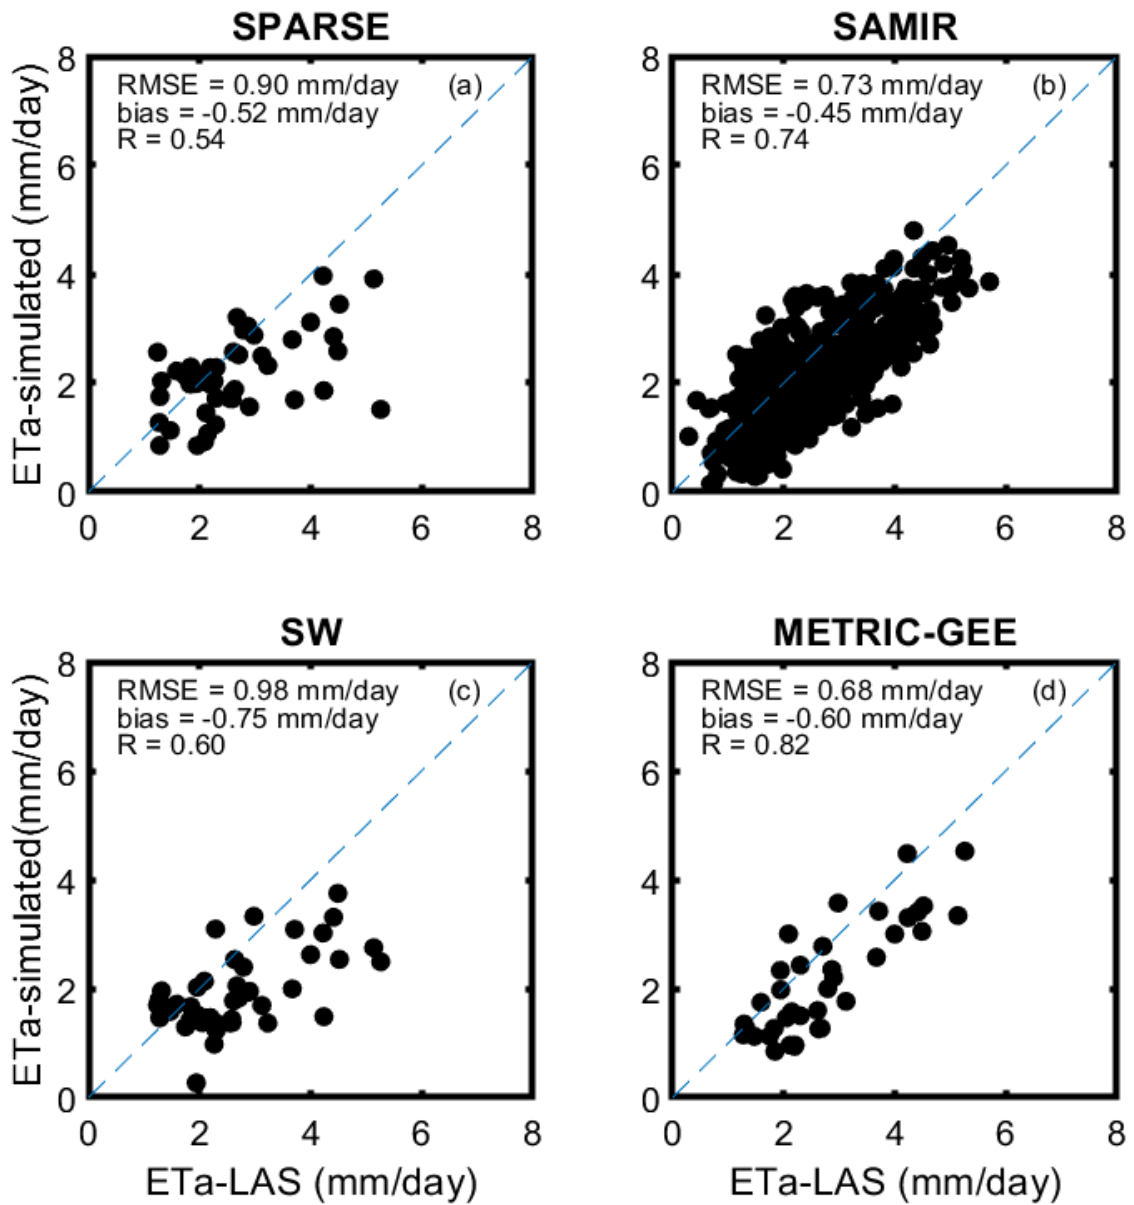 SPARSE
ETa-simulated (mm/day)
8
6
4
2
0
0 2 4 6 8
RMSE = 0.90 mm/day
bias = -0.52 mm/day
R = 0.54
(a)
SAMIR
8
6
4
2
0
0 2 4 6 8
RMSE = 0.73 mm/day
bias = -0.45 mm/day
R = 0.74
(b)
SW
ETa-simulated(mm/day)
8
6
4
2
0
0 2 4 6 8
RMSE = 0.98 mm/day
bias = -0.75 mm/day
R = 0.60
(c)
ETa-LAS (mm/day)
METRIC-GEE
8
6
4
2
0
0 2 4 6 8
RMSE = 0.68 mm/day
bias = -0.60 mm/day
R = 0.82
(d)
ETa-LAS (mm/day)